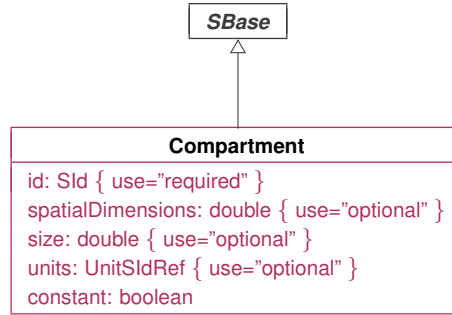 SBase
Compartment
id: SId { use="required" }
spatialDimensions: double { use="optional" }
size: double { use="optional" }
units: UnitSIdRef { use="optional" }
constant: boolean